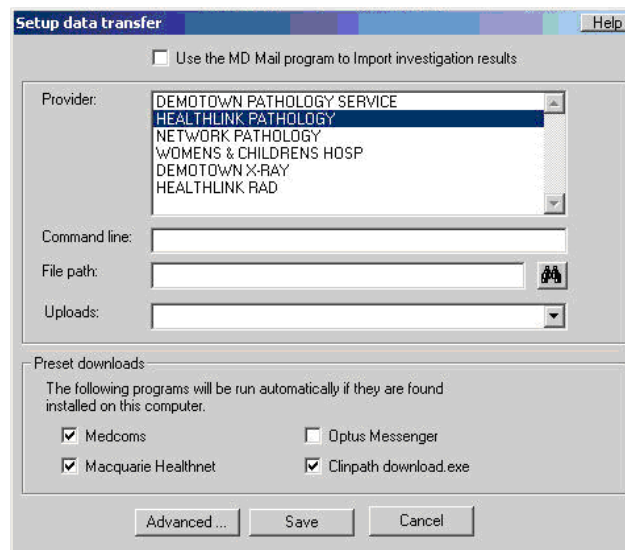 Setup data transfer
Help
Use the MD Mail program to Import investigation results
Provider:
DEMOTOWN PATHOLOGY SERVICE
HEALTHLINK PATHOLOGY
NETWORK PATHOLOGY
WOMENS & CHILDRENS HOSP
DEMOTOWN X-RAY
HEALTHLINK RAD
Command line:
File path:
Uploads:
Preset downloads
The following programs will be run automatically if they are found
installed on this computer.
Medcoms
Optus Messenger
Macquarie Healthnet
Clinpath download.exe
Advanced ...
Save
Cancel